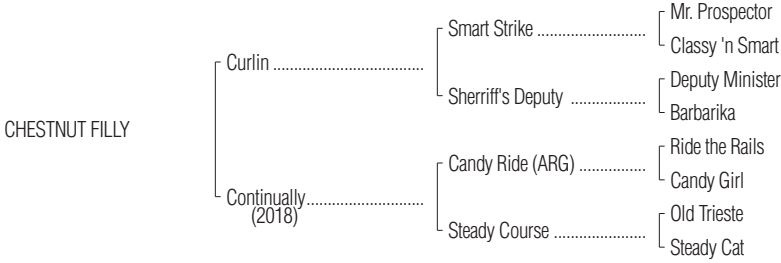 Mr. Prospector
Smart Strike ..........................
Classy 'n Smart
Curlin ...................................
Deputy Minister
Sherriff's Deputy ..................
Barbarika
CHESTNUT FILLY
Ride the Rails
Candy Ride (ARG) ................
Candy Girl
Continually...........................
(2018)
Old Trieste
Steady Course ......................
Steady Cat